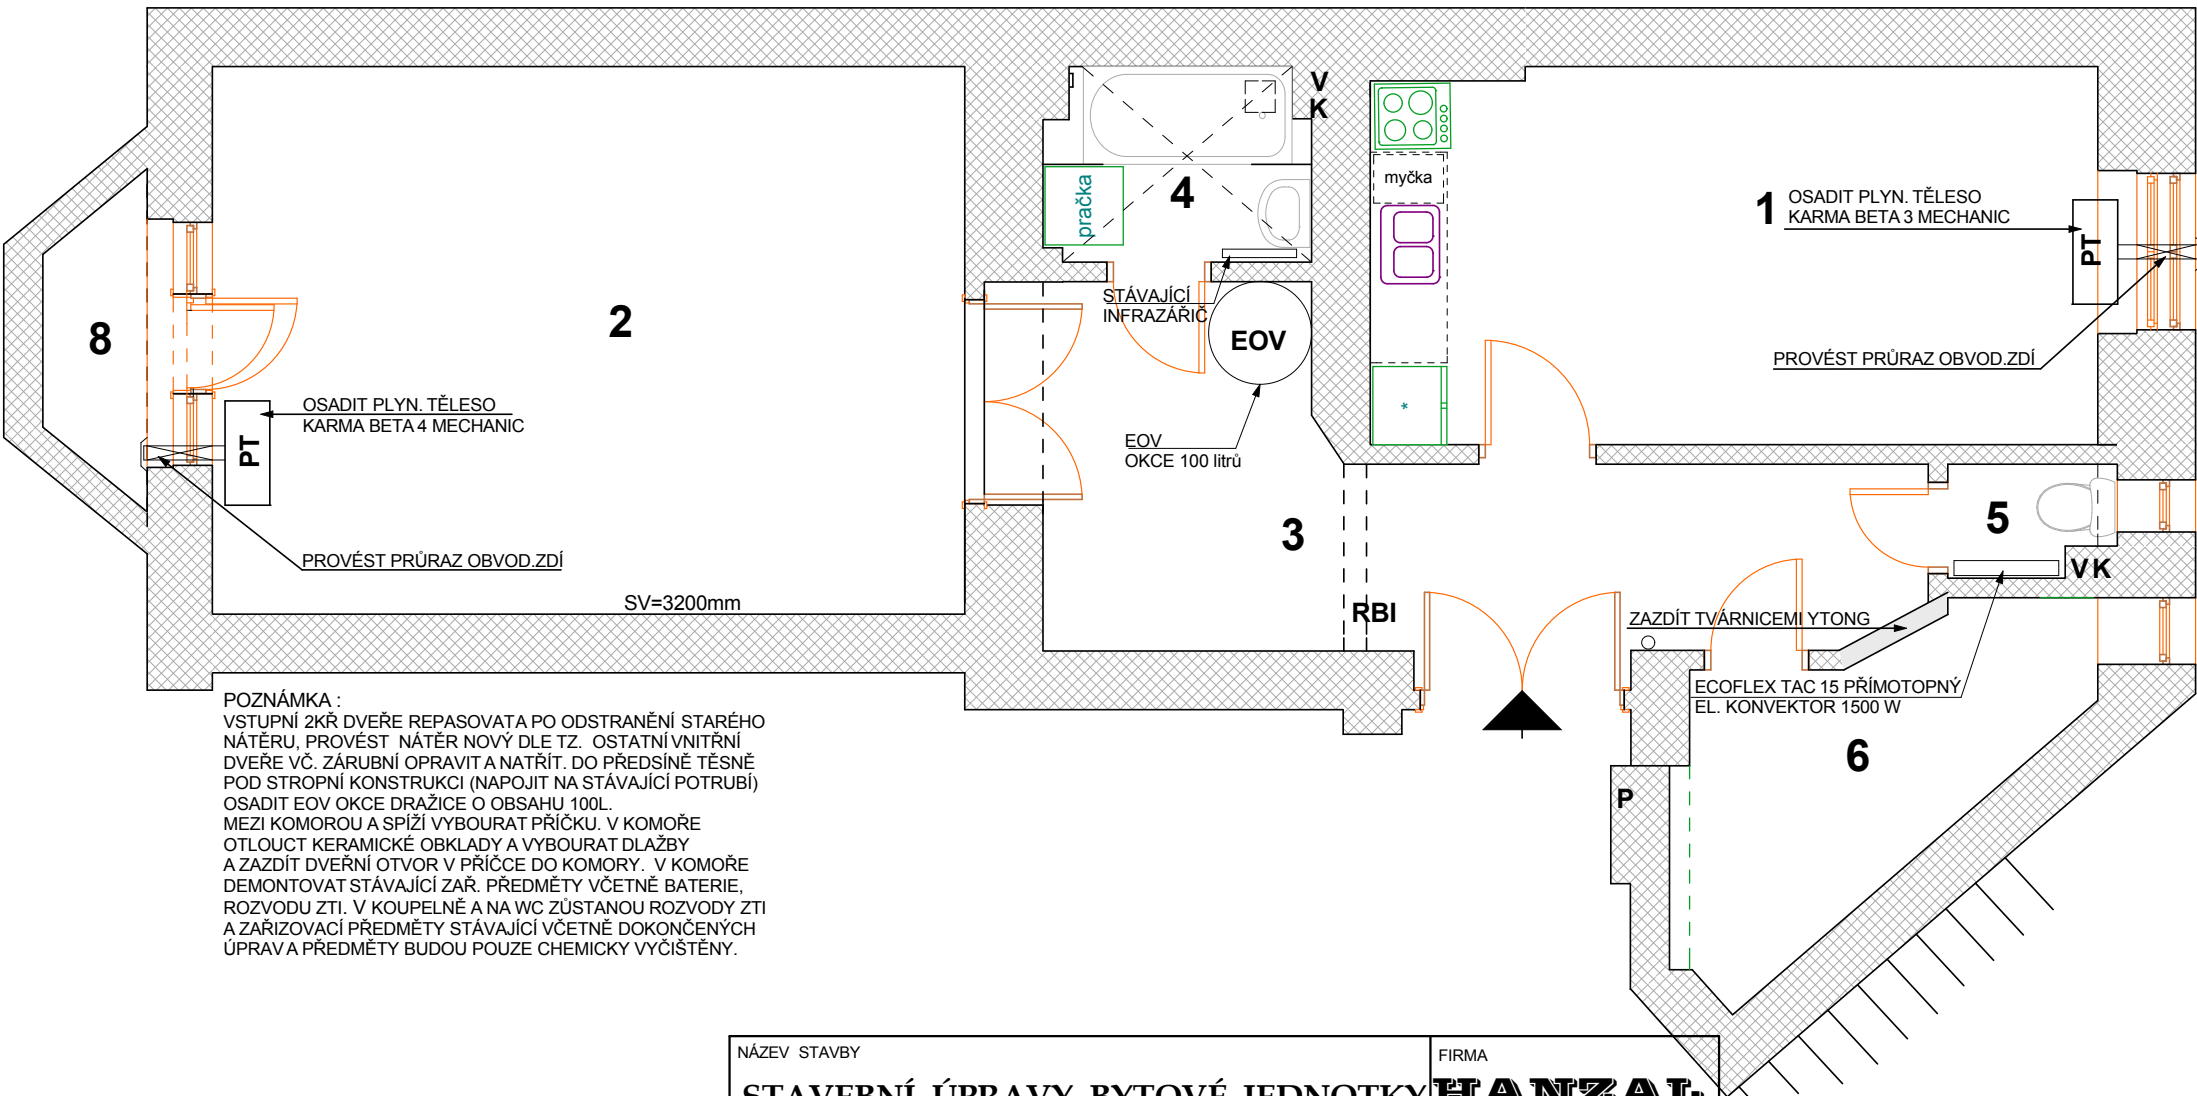 V
K
myčka
pračka
4
1
OSADIT PLYN. TĚLESO
KARMA BETA 3 MECHANIC
PT
STÁVAJÍCÍ
INFRAZÁŘIČ
2
8
EOV
PROVÉST PRŮRAZ OBVOD.ZDÍ
OSADIT PLYN. TĚLESO
KARMA BETA 4 MECHANIC
PT
*
EOV
OKCE 100 litrů
3
5
PROVÉST PRŮRAZ OBVOD.ZDÍ
VK
SV=3200mm
RBI
ZAZDÍT TVÁRNICEMI YTONG
ECOFLEX TAC 15 PŘÍMOTOPNÝ
EL. KONVEKTOR 1500 W
6
P
POZNÁMKA :
VSTUPNÍ 2KŘ DVEŘE REPASOVAT A PO ODSTRANĚNÍ STARÉHO
NÁTĚRU, PROVÉST NÁTĚR NOVÝ DLE TZ. OSTATNÍ VNITŘNÍ
DVEŘE VČ. ZÁRUBNÍ OPRAVIT A NATŘÍT. DO PŘEDSÍNĚ TĚSNĚ
POD STROPNÍ KONSTRUKCI (NAPOJIT NA STÁVAJÍCÍ POTRUBÍ)
OSADIT EOV OKCE DRAŽICE O OBSAHU 100L.
MEZI KOMOROU A SPÍŽÍ VYBOURAT PŘÍČKU. V KOMOŘE
OTLOUCT KERAMICKÉ OBKLADY A VYBOURAT DLAŽBY
A ZAZDÍT DVEŘNÍ OTVOR V PŘÍČCE DO KOMORY. V KOMOŘE
DEMONTOVAT STÁVAJÍCÍ ZAŘ. PŘEDMĚTY VČETNĚ BATERIE,
ROZVODU ZTI. V KOUPELNĚ A NA WC ZŮSTANOU ROZVODY ZTI
A ZAŘIZOVACÍ PŘEDMĚTY STÁVAJÍCÍ VČETNĚ DOKONČENÝCH
ÚPRAV A PŘEDMĚTY BUDOU POUZE CHEMICKY VYČIŠTĚNY.
NÁZEV STAVBY
STAVEBNÍ ÚPRAVY BYTOVÉ JEDNOTKY
FIRMA
HANZAL